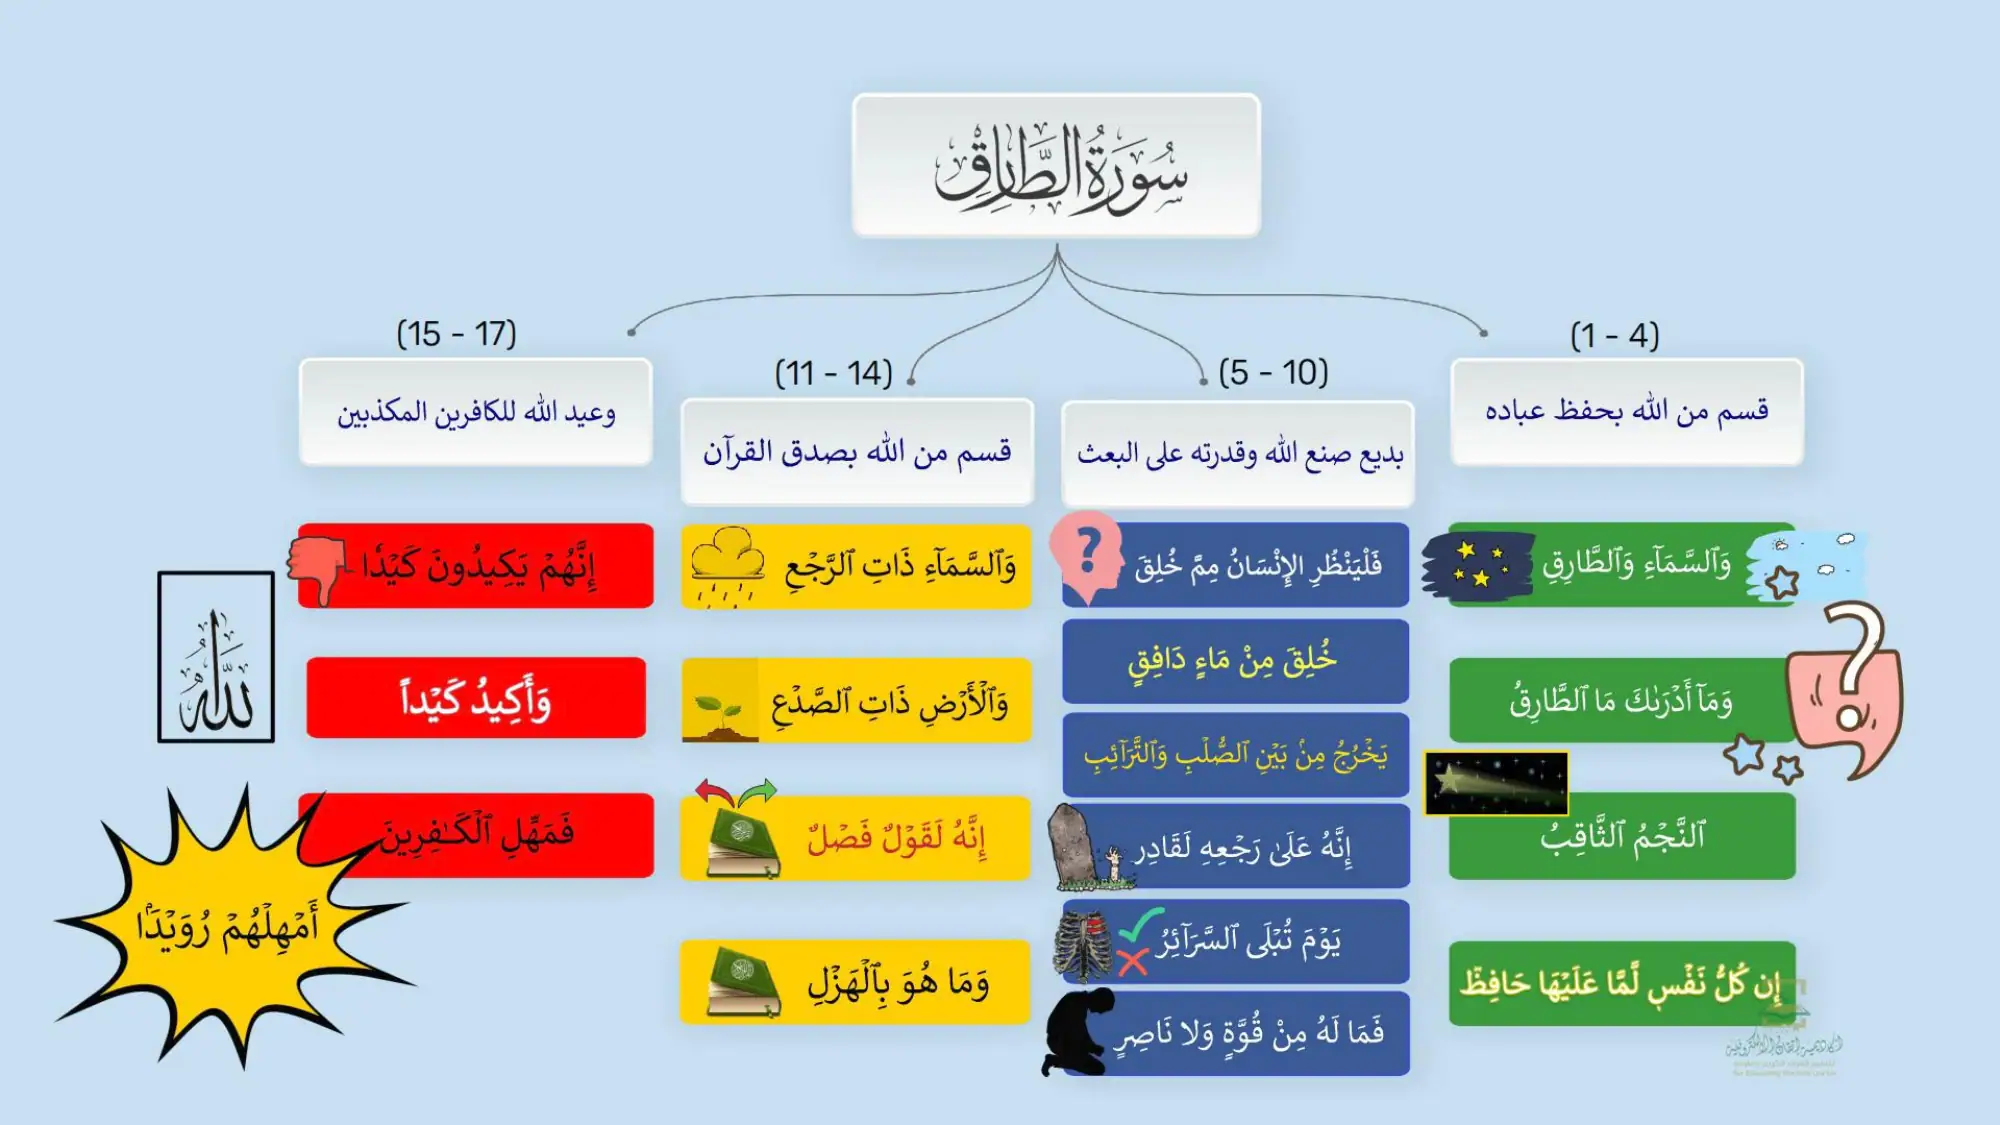 سُورَةُ الطَّارِقِ
(1 - 4)
قسم من الله بحفظ عباده
وَٱلسَّمَآءِ وَٱلطَّارِقِ
وَمَآ أَدْرَىٰكَ مَا ٱلطَّارِقُ
ٱلنَّجْمُ ٱلثَّاقِبُ
إِن كُلُّ نَفْسٍ لَّمَّا عَلَيْهَا حَافِظٌ
(5 - 10)
بديع صنع الله وقدرته على البعث
فَلْيَنْظُرِ الإِنْسَانُ مِمَّ خُلِقَ
خُلِقَ مِنْ مَاءٍ دَافِقٍ
يَخْرُجُ مِنۢ بَيْنِ ٱلصُّلْبِ وَٱلتَّرَآئِبِ
إِنَّهُ عَلَىٰ رَجْعِهِ لَقَادِر
يَوْمَ تُبْلَى ٱلسَّرَآئِرُ
فَمَا لَهُ مِنْ قُوَّةٍ وَلا نَاصِرٍ
(11 - 14)
قسم من الله بصدق القرآن
وَٱلسَّمَآءِ ذَاتِ ٱلرَّجْعِ
وَٱلْأَرْضِ ذَاتِ ٱلصَّدْعِ
إِنَّهُ لَقَوْلٌ فَصْلٌ
وَمَا هُوَ بِٱلْهَزْلِ
(15 - 17)
وعيد الله للكافرين المكذبين
إِنَّهُمْ يَكِيدُونَ كَيْدًا
وَأَكِيدُ كَيْداً
فَمَهِّلِ ٱلْكَـٰفِرِينَ
أَمْهِلْهُمْ رُوَيْدًۢا
الله